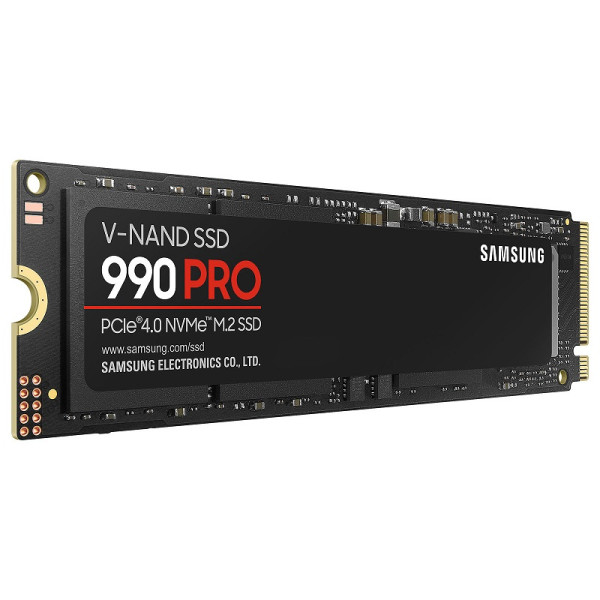 V-NAND SSD
990 PRO
PCIe®4.0 NVMe™ M.2 SSD
www.samsung.com/ssd
SAMSUNG ELECTRONICS CO., LTD.
SAMSUNG